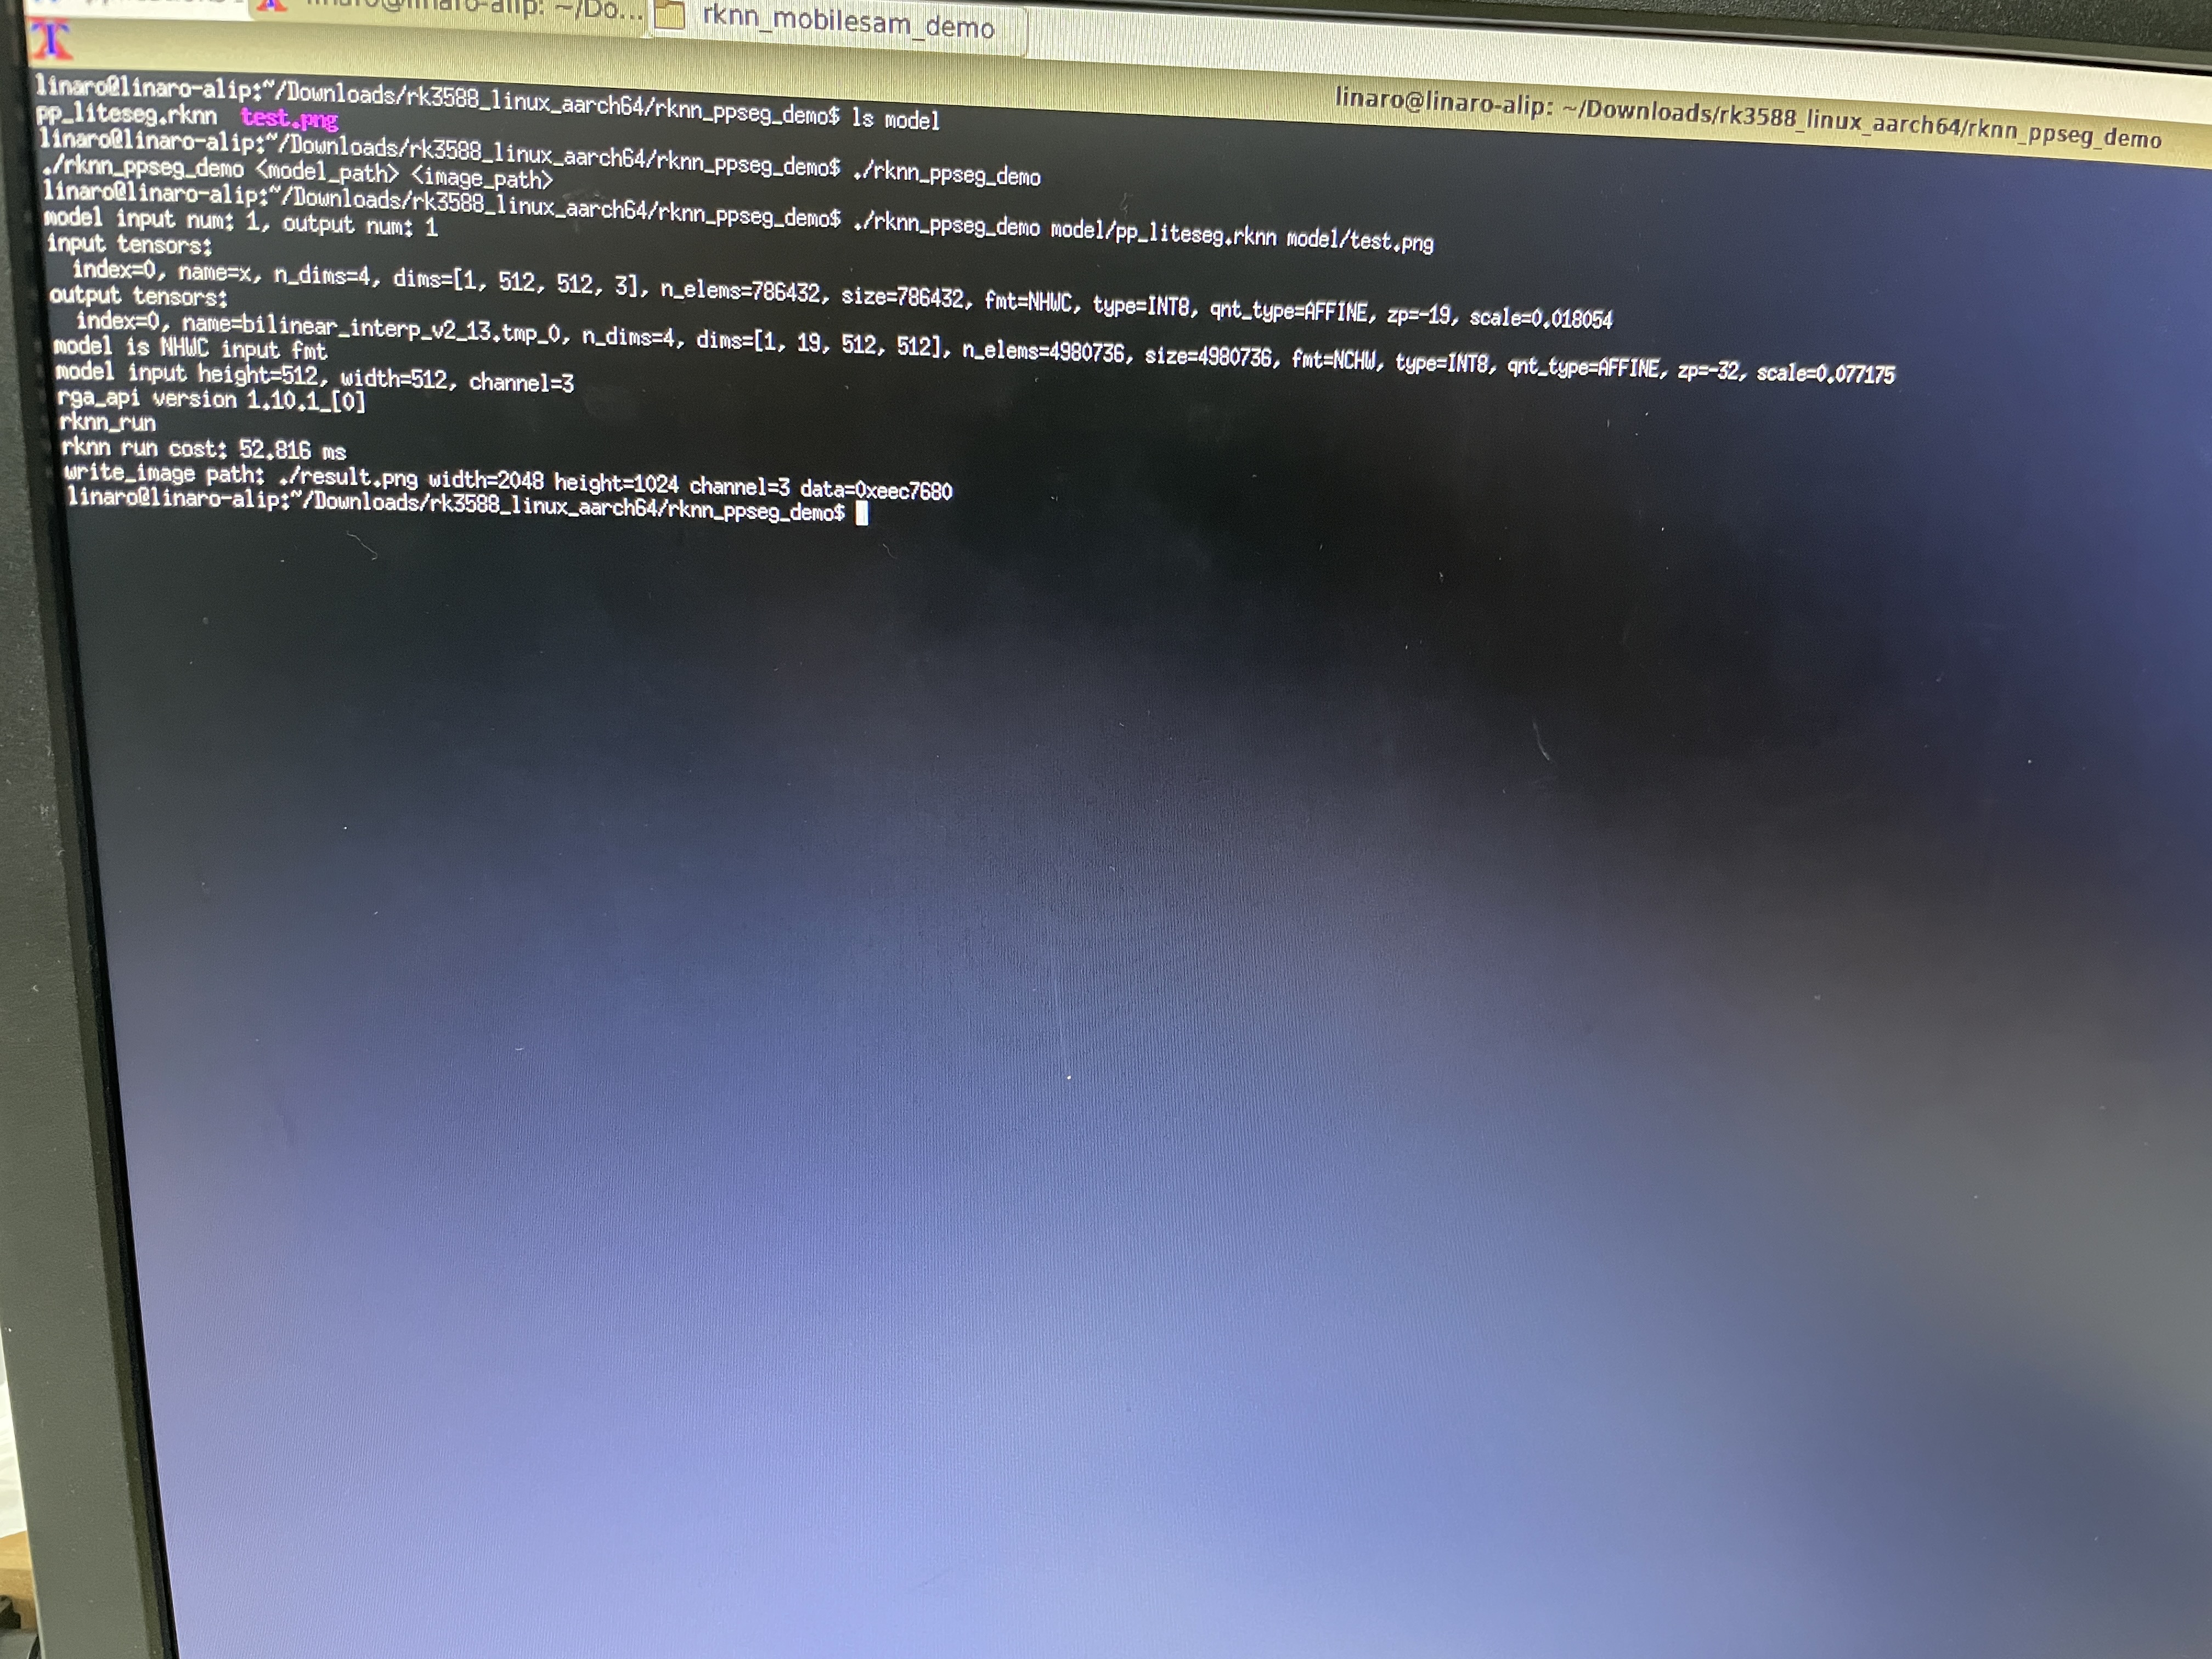 linaro@linaro-alip: ~/Do...
rknn_mobilesam_demo
linaro@linaro-alip: ~/Downloads/rk3588_linux_aarch64/rknn_ppseg_demo
linaro@linaro-alip:~/Downloads/rk3588_linux_aarch64/rknn_ppseg_demo$ ls model
pp_liteseg.rknn test.png
linaro@linaro-alip:~/Downloads/rk3588_linux_aarch64/rknn_ppseg_demo$ ./rknn_ppseg_demo
./rknn_ppseg_demo <model_path> <image_path>
linaro@linaro-alip:~/Downloads/rk3588_linux_aarch64/rknn_ppseg_demo$ ./rknn_ppseg_demo model/pp_liteseg.rknn model/test.png
model input num: 1, output num: 1
input tensors:
index=0, name=x, n_dims=4, dims=[1, 512, 512, 3], n_elems=786432, size=786432, fmt=NHWC, type=INT8, qnt_type=AFFINE, zp=-19, scale=0.018054
output tensors:
index=0, name=bilinear_interp_v2_13.tmp_0, n_dims=4, dims=[1, 19, 512, 512], n_elems=4980736, size=4980736, fmt=NCHW, type=INT8, qnt_type=AFFINE, zp=-32, scale=0.077175
model is NHWC input fmt
model input height=512, width=512, channel=3
rga_api version 1.10.1_[0]
rknn_run
rknn run cost: 52.816 ms
write_image path: ./result.png width=2048 height=1024 channel=3 data=0xeec7680
linaro@linaro-alip:~/Downloads/rk3588_linux_aarch64/rknn_ppseg_demo$